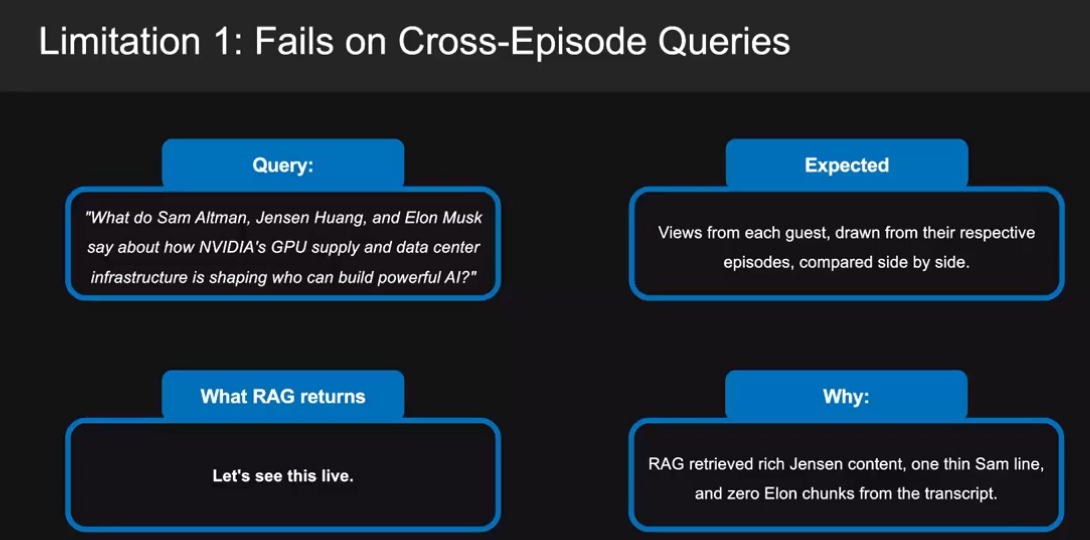 Limitation 1: Fails on Cross-Episode Queries
Query:
"What do Sam Altman, Jensen Huang, and Elon Musk
say about how NVIDIA's GPU supply and data center
infrastructure is shaping who can build powerful AI?"
Expected
Views from each guest, drawn from their respective
episodes, compared side by side.
What RAG returns
Let's see this live.
Why:
RAG retrieved rich Jensen content, one thin Sam line,
and zero Elon chunks from the transcript.